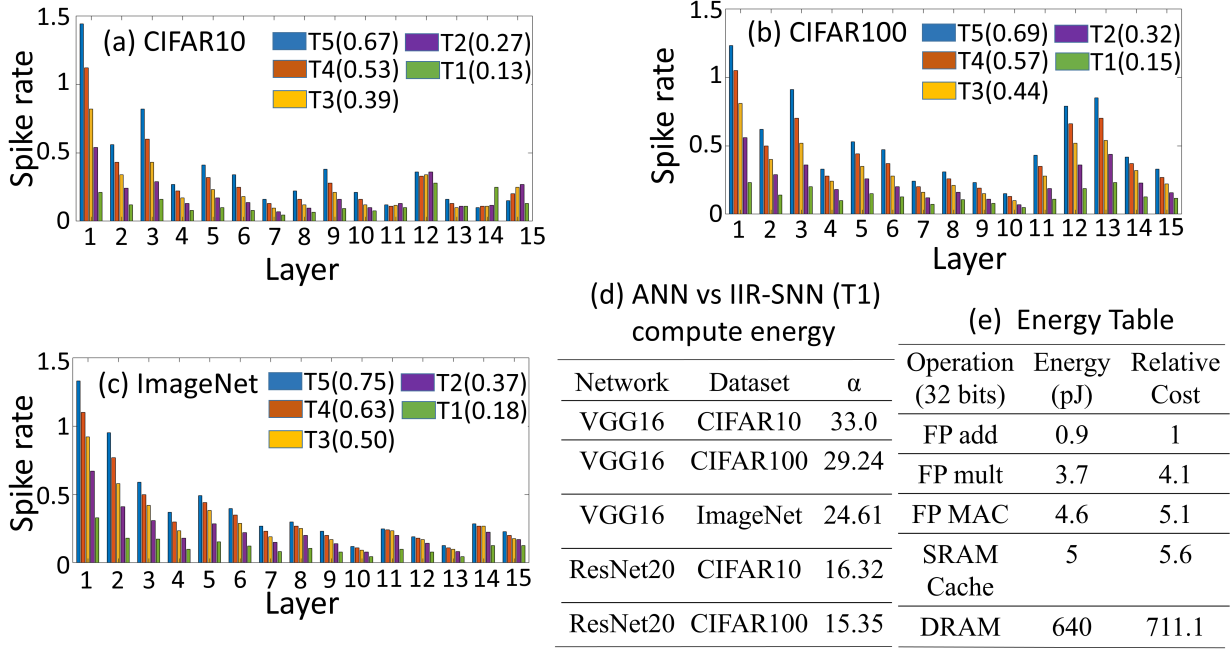 (a) CIFAR10
T5(0.67) T2(0.27)
T4(0.53) T1(0.13)
T3(0.39)
Spike rate
1.5
1
0.5
0
1 2 3 4 5 6 7 8 9 10 11 12 13 14 15
Layer
(b) CIFAR100
T5(0.69) T2(0.32)
T4(0.57) T1(0.15)
T3(0.44)
Spike rate
1.5
1
0.5
0
1 2 3 4 5 6 7 8 9 10 11 12 13 14 15
Layer
(c) ImageNet
T5(0.75) T2(0.37)
T4(0.63) T1(0.18)
T3(0.50)
Spike rate
1.5
1
0.5
0
1 2 3 4 5 6 7 8 9 10 11 12 13 14 15
Layer
(d) ANN vs IIR-SNN (T1)
compute energy
Network Dataset α
VGG16 CIFAR10 33.0
VGG16 CIFAR100 29.24
VGG16 ImageNet 24.61
ResNet20 CIFAR10 16.32
ResNet20 CIFAR100 15.35
(e) Energy Table
Operation Energy Relative
(32 bits) (pJ) Cost
FP add 0.9 1
FP mult 3.7 4.1
FP MAC 4.6 5.1
SRAM 5 5.6
Cache
DRAM 640 711.1